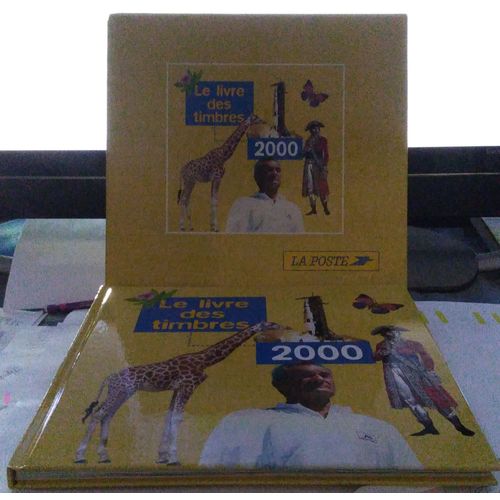 Le livre
des
timbres
2000
LA POSTE
Le livre
des
timbres
2000